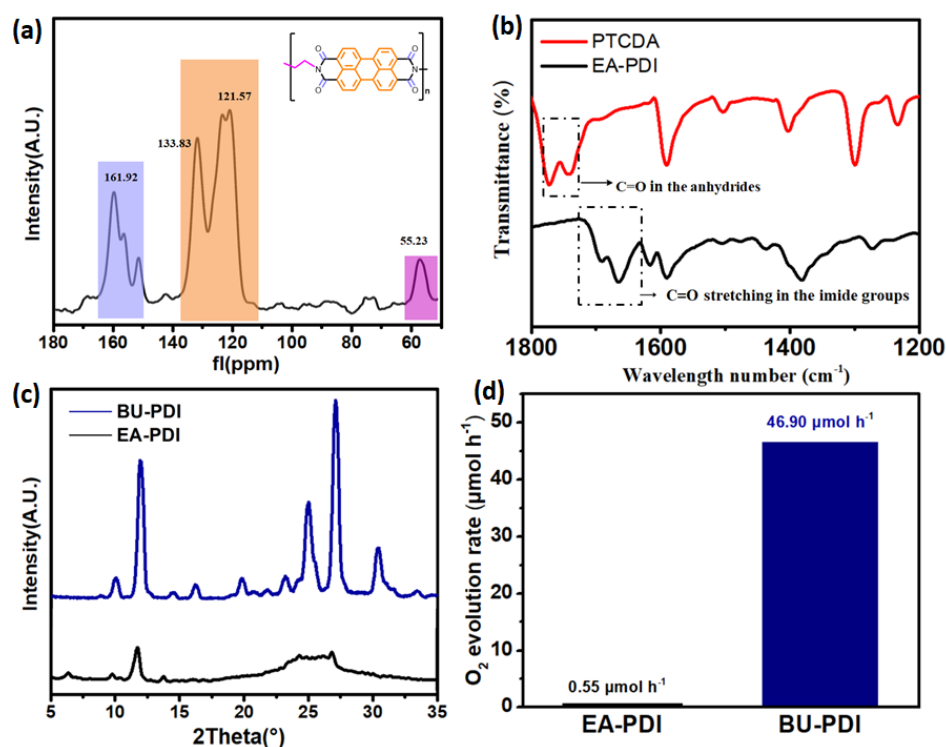 (a)
O
O
N
N
O
O
n
161.92
133.83
121.57
55.23
Intensity(A.U.)
180 160 140 120 100 80 60
fl(ppm)
(b)
PTCDA
EA-PDI
C=O in the anhydrides
C=O stretching in the imide groups
Transmittance (%)
1800 1600 1400 1200
Wavelength number (cm⁻¹)
(c)
BU-PDI
EA-PDI
Intensity(A.U.)
5 10 15 20 25 30 35
2Theta(°)
(d)
O₂ evolution rate (μmol h⁻¹)
50
40
30
20
10
0
46.90 μmol h⁻¹
0.55 μmol h⁻¹
EA-PDI BU-PDI